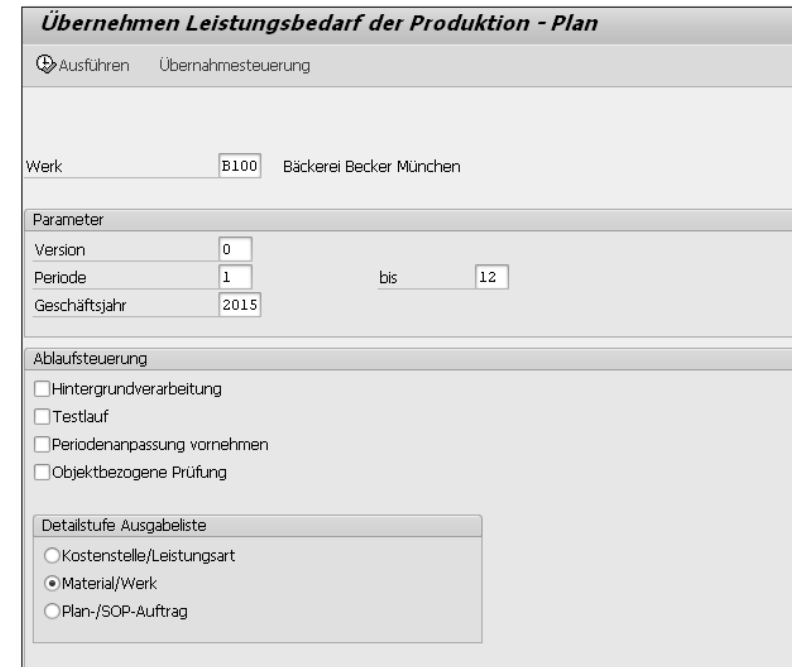 Übernehmen Leistungsbedarf der Produktion - Plan
Ausführen Übernahmesteuerung
Werk B100 Bäckerei Becker München
Parameter
Version 0
Periode 1 bis 12
Geschäftsjahr 2015
Ablaufsteuerung
Hintergrundverarbeitung
Testlauf
Periodenanpassung vornehmen
Objektbezogene Prüfung
Detailstufe Ausgabeliste
Kostenstelle/Leistungsart
Material/Werk
Plan-/SOP-Auftrag